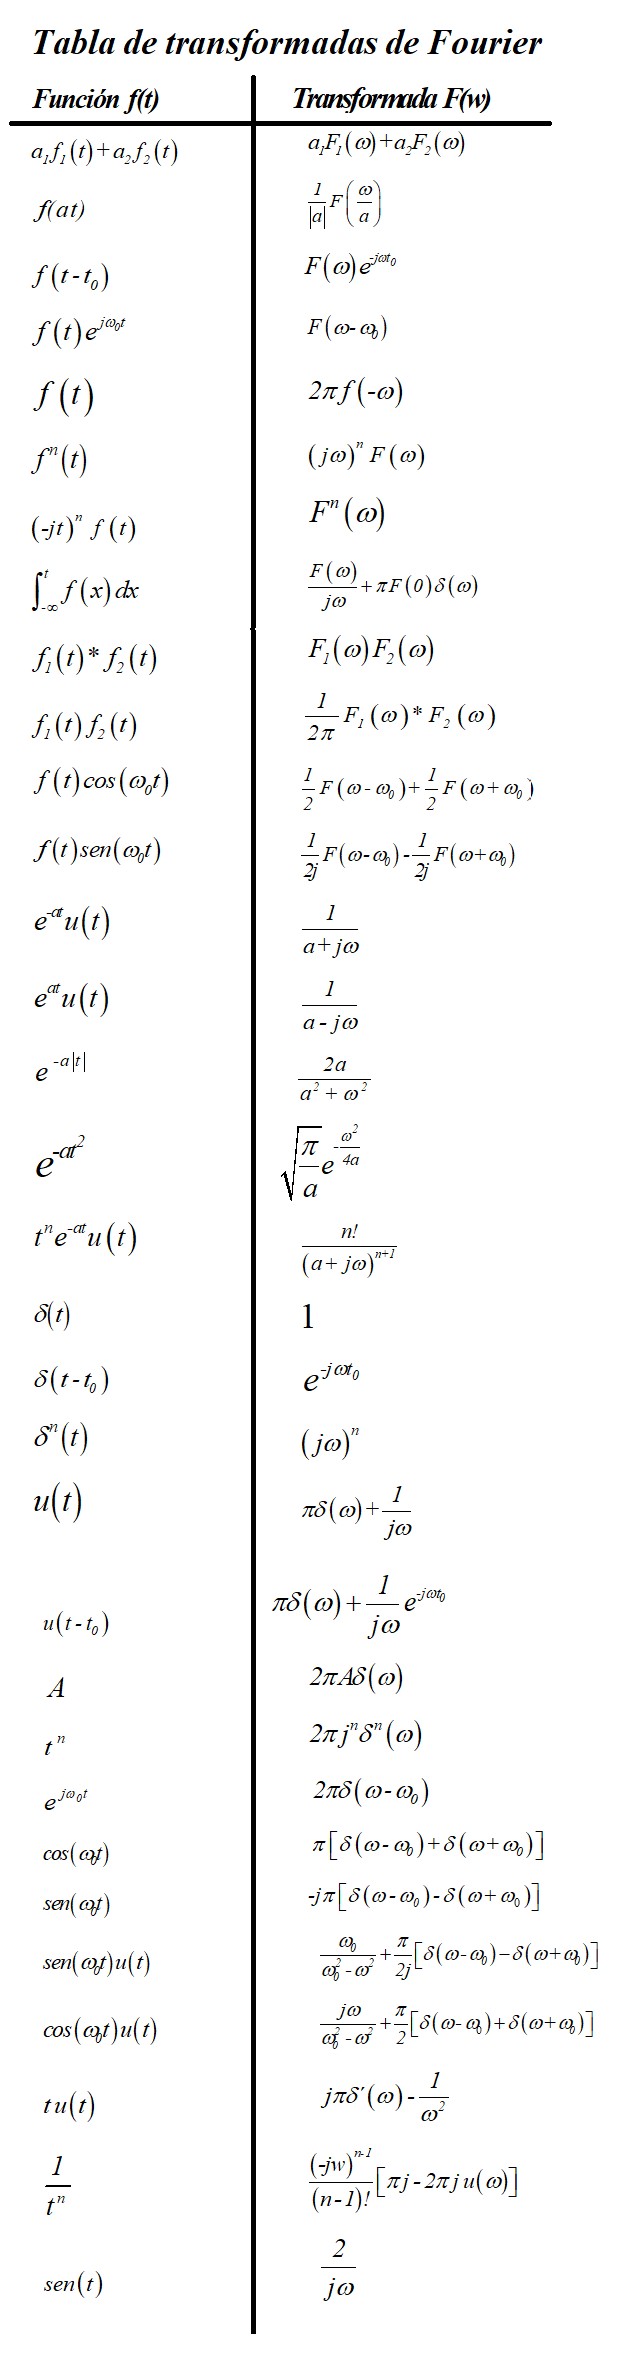 Tabla de transformadas de Fourier
Función f(t) Transformada F(w)
a₁f₁(t)+a₂f₂(t) a₁F₁(ω)+a₂F₂(ω)
f(at) 1/|a| F(ω/a)
f(t-t₀) F(ω)e^(-jωt₀)
f(t)e^(jω₀t) F(ω-ω₀)
f(t) 2πf(-ω)
fⁿ(t) (jω)ⁿ F(ω)
(-jt)ⁿ f(t) Fⁿ(ω)
∫_(-∞)^t f(x)dx F(ω)/jω +πF(0)δ(ω)
f₁(t)*f₂(t) F₁(ω)F₂(ω)
f₁(t)f₂(t) 1/2π F₁(ω)*F₂(ω)
f(t)cos(ω₀t) 1/2 F(ω-ω₀)+1/2 F(ω+ω₀)
f(t)sen(ω₀t) 1/2j F(ω-ω₀)-1/2j F(ω+ω₀)
e^(-at)u(t) 1/(a+jω)
e^(at)u(t) 1/(a-jω)
e^(-a|t|) 2a/(a²+ω²)
e^(-at²) √(π/a) e^(-ω²/4a)
tⁿe^(-at)u(t) n!/(a+jω)^(n+1)
δ(t) 1
δ(t-t₀) e^(-jωt₀)
δⁿ(t) (jω)ⁿ
u(t) πδ(ω)+1/jω
u(t-t₀) πδ(ω)+1/jω e^(-jωt₀)
A 2πAδ(ω)
tⁿ 2πjⁿδⁿ(ω)
e^(jω₀t) 2πδ(ω-ω₀)
cos(ω₀t) π[δ(ω-ω₀)+δ(ω+ω₀)]
sen(ω₀t) -jπ[δ(ω-ω₀)-δ(ω+ω₀)]
sen(ω₀t)u(t) ω₀/(ω₀²-ω²)+π/2j[δ(ω-ω₀)-δ(ω+ω₀)]
cos(ω₀t)u(t) jω/(ω₀²-ω²)+π/2[δ(ω-ω₀)+δ(ω+ω₀)]
tu(t) jπδ´(ω)-1/ω²
1/tⁿ (-jw)^(n-1)/(n-1)! [πj-2πju(ω)]
sen(t) 2/jω